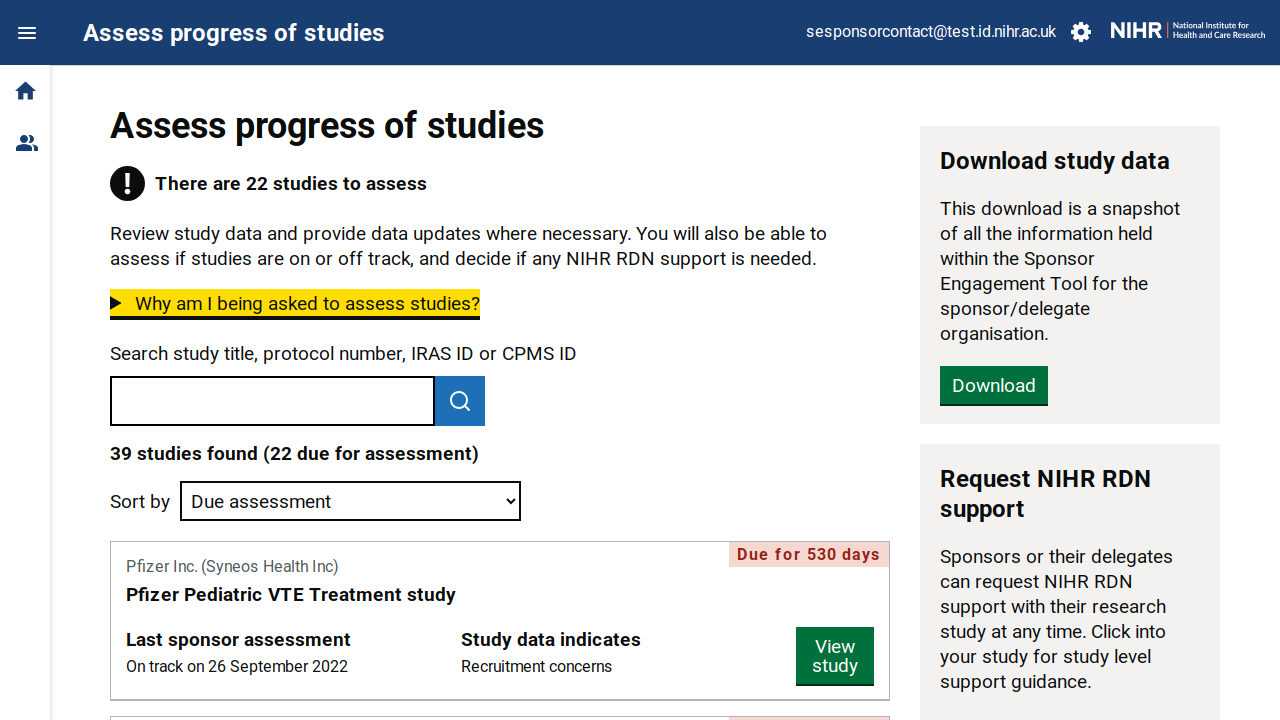 Assess progress of studies
sesponsorcontact@test.id.nihr.ac.uk
NIHR | National Institute for
Health and Care Research
Assess progress of studies
There are 22 studies to assess
Review study data and provide data updates where necessary. You will also be able to
assess if studies are on or off track, and decide if any NIHR RDN support is needed.
Why am I being asked to assess studies?
Search study title, protocol number, IRAS ID or CPMS ID
39 studies found (22 due for assessment)
Sort by
Due assessment
Due for 530 days
Pfizer Inc. (Syneos Health Inc)
Pfizer Pediatric VTE Treatment study
Last sponsor assessment
On track on 26 September 2022
Study data indicates
Recruitment concerns
View
study
Download study data
This download is a snapshot
of all the information held
within the Sponsor
Engagement Tool for the
sponsor/delegate
organisation.
Download
Request NIHR RDN
support
Sponsors or their delegates
can request NIHR RDN
support with their research
study at any time. Click into
your study for study level
support guidance.